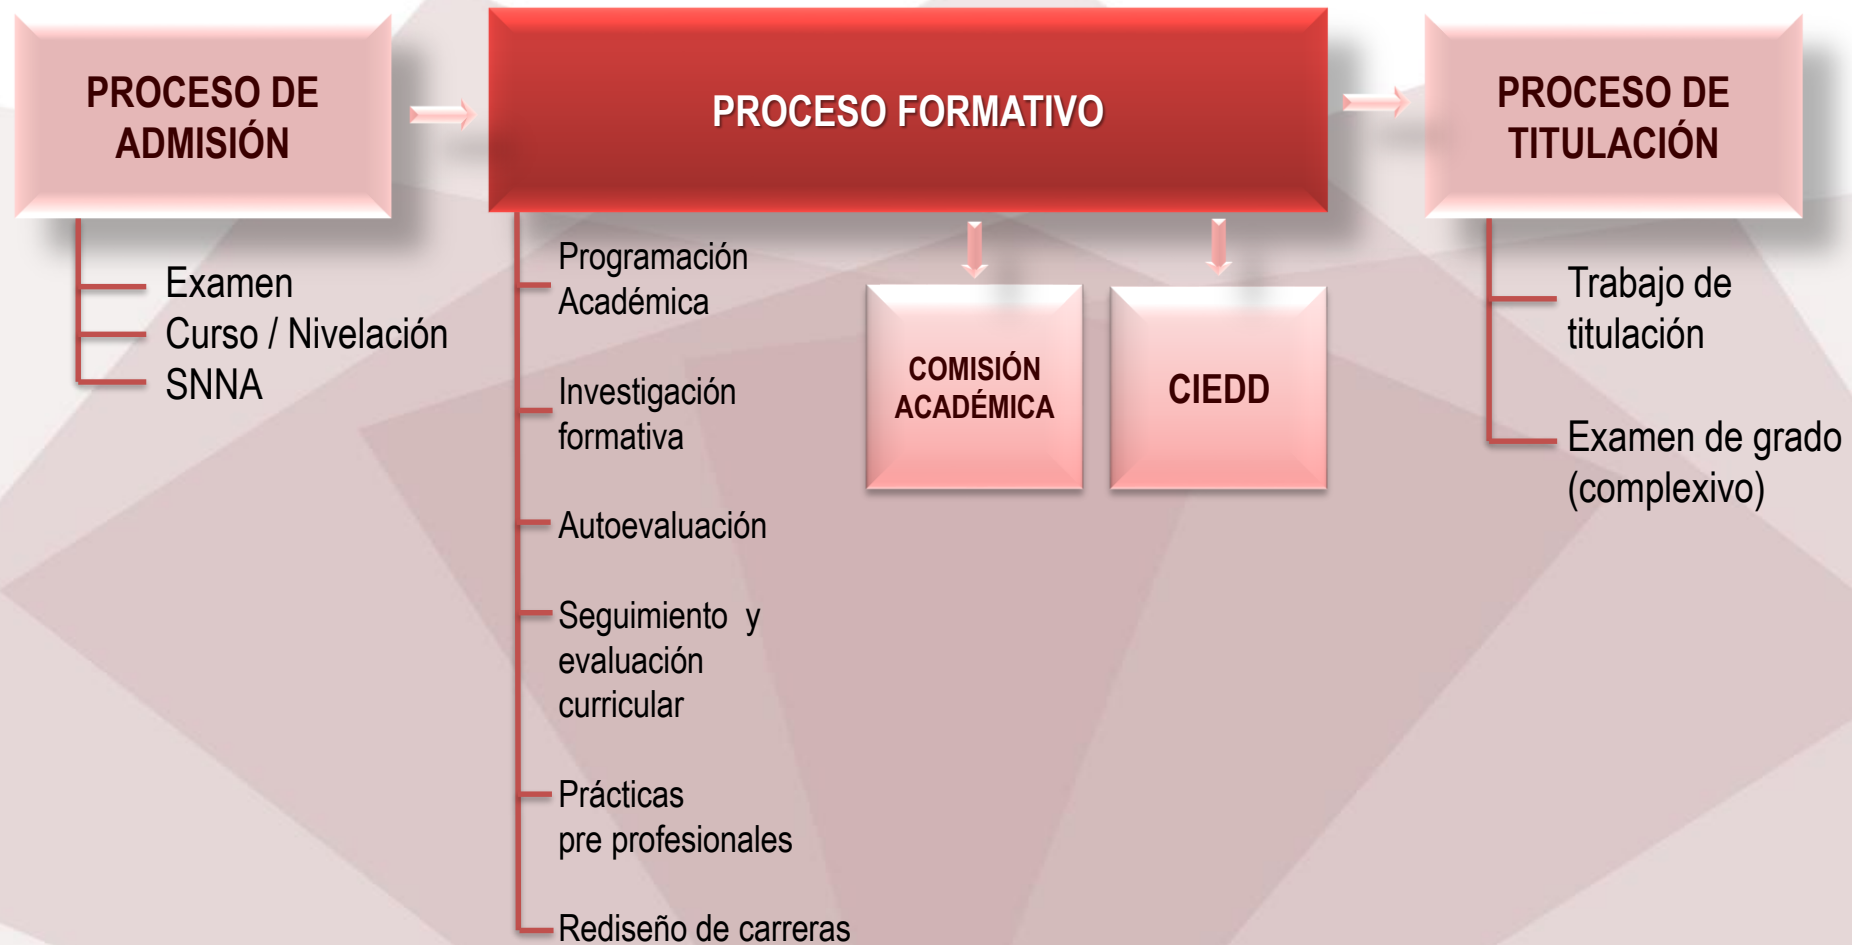 PROCESO DE
ADMISIÓN
Examen
Curso / Nivelación
SNNA
PROCESO FORMATIVO
Programación
Académica
Investigación
formativa
Autoevaluación
Seguimiento y
evaluación
curricular
Prácticas
pre profesionales
Rediseño de carreras
COMISIÓN
ACADÉMICA
CIEDD
PROCESO DE
TITULACIÓN
Trabajo de
titulación
Examen de grado
(complexivo)